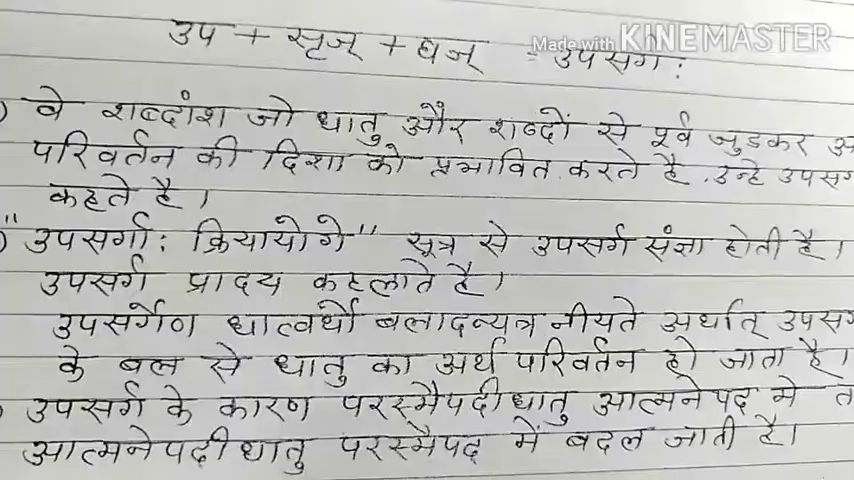 Made with KINEMASTER
उप + सृज् + घञ् = उपसर्ग:
वे शब्दांश जो धातु और शब्दों से पूर्व जुडकर
परिवर्तन की दिशा को प्रभावित करते है उन्हे
कहते है।
"उपसर्गा: क्रियायोगे" सूत्र से उपसर्ग संज्ञा होती है।
उपसर्ग प्रादय कहलाते है।
उपसर्गेण धात्वर्थो बलादन्यत्र नीयते अर्थात्
के बल से धातु का अर्थ परिवर्तन हो जाता है।
उपसर्ग के कारण परस्मैपदी धातु आत्मनेपद मे
आत्मनेपदी धातु परस्मैपद में बदल जाती है।